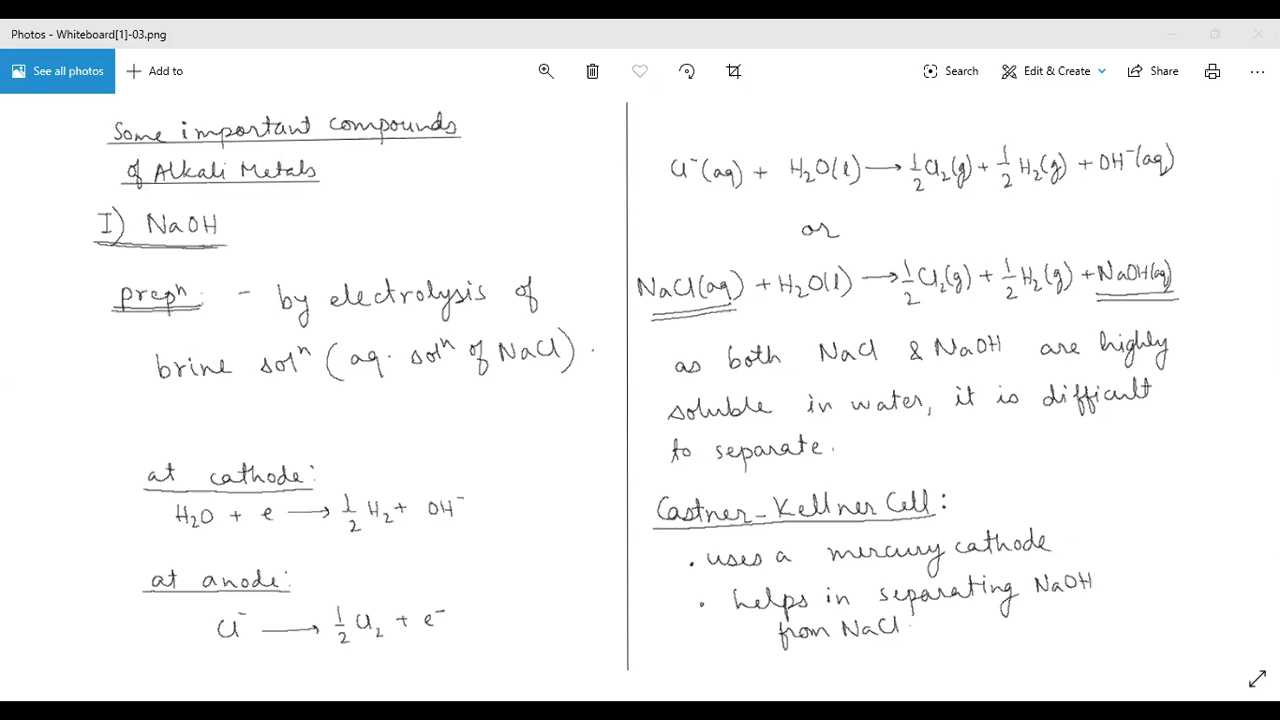 Photos - Whiteboard[1]-03.png
See all photos
Add to
Search
Edit & Create
Share
Some important compounds
of Alkali Metals
I) NaOH
prepⁿ. - by electrolysis of
brine solⁿ (aq. solⁿ of NaCl).
at cathode:
H₂O + e ⟶ 1/2 H₂ + OH⁻
at anode:
Cl⁻ ⟶ 1/2 Cl₂ + e⁻
Cl⁻(aq) + H₂O(l) ⟶ 1/2 Cl₂(g) + 1/2 H₂(g) + OH⁻(aq)
or
NaCl(aq) + H₂O(l) ⟶ 1/2 Cl₂(g) + 1/2 H₂(g) + NaOH(aq)
as both NaCl & NaOH are highly
soluble in water, it is difficult
to separate.
Castner-Kellner Cell:
• uses a mercury cathode
• helps in separating NaOH
from NaCl.